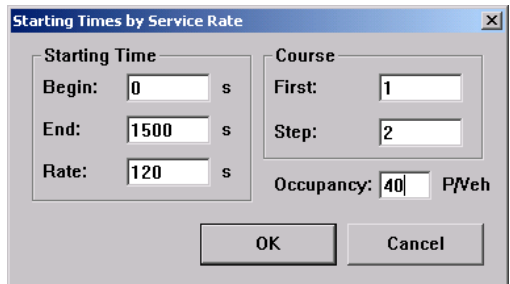 Starting Times by Service Rate
Starting Time
Begin: 0 s
End: 1500 s
Rate: 120 s
Course
First: 1
Step: 2
Occupancy: 40 P/Veh
OK Cancel